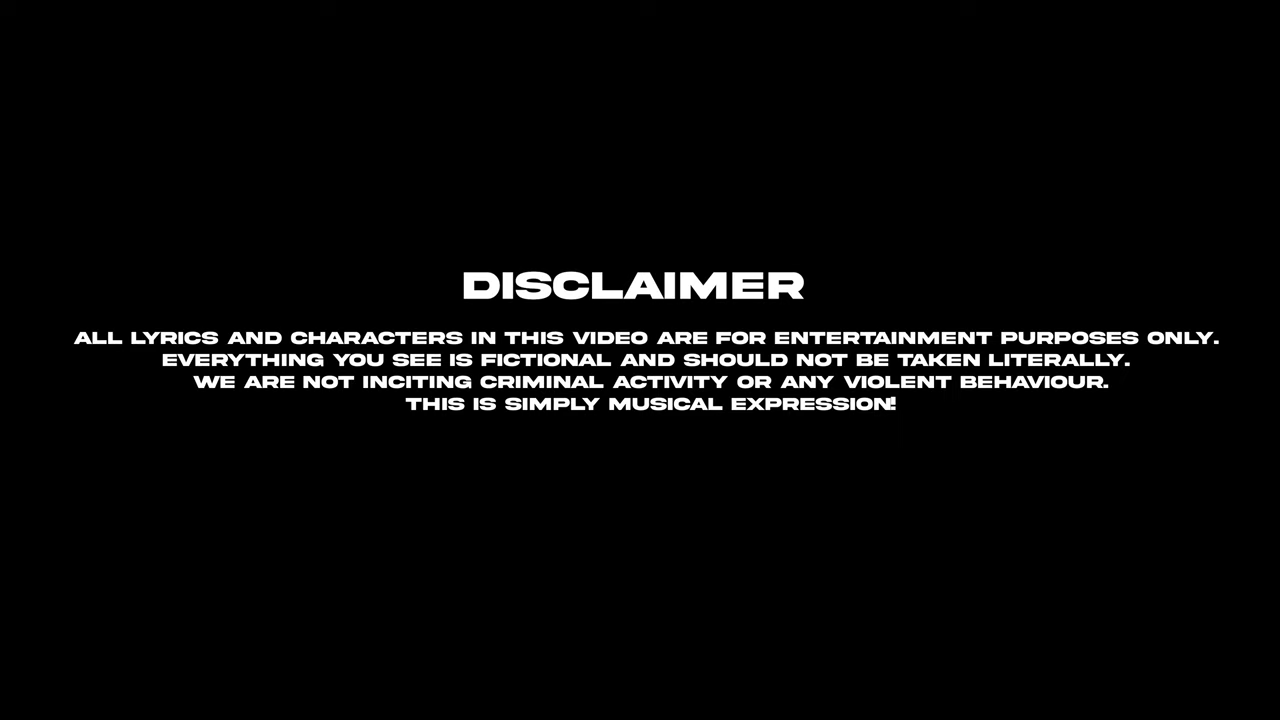 DISCLAIMER
ALL LYRICS AND CHARACTERS IN THIS VIDEO ARE FOR ENTERTAINMENT PURPOSES ONLY.
EVERYTHING YOU SEE IS FICTIONAL AND SHOULD NOT BE TAKEN LITERALLY.
WE ARE NOT INCITING CRIMINAL ACTIVITY OR ANY VIOLENT BEHAVIOUR.
THIS IS SIMPLY MUSICAL EXPRESSION!